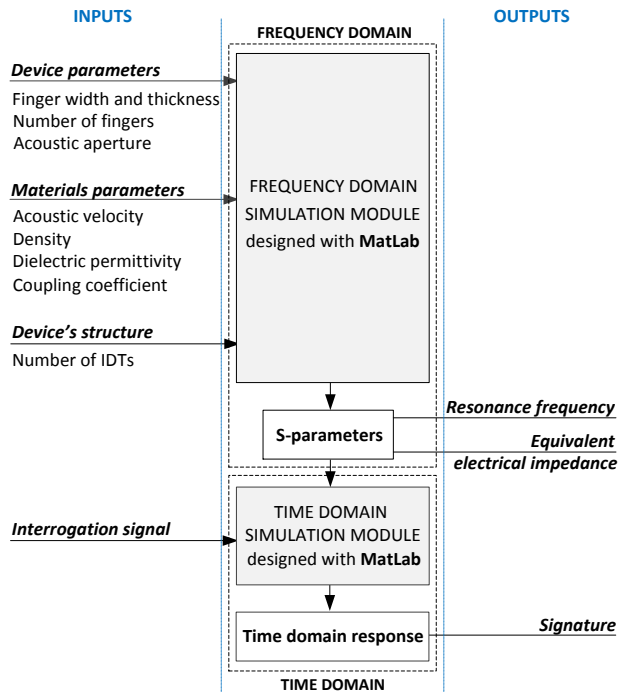 INPUTS
OUTPUTS
FREQUENCY DOMAIN
Device parameters
Finger width and thickness
Number of fingers
Acoustic aperture
Materials parameters
Acoustic velocity
Density
Dielectric permittivity
Coupling coefficient
Device's structure
Number of IDTs
FREQUENCY DOMAIN
SIMULATION MODULE
designed with MatLab
S-parameters
Resonance frequency
Equivalent
electrical impedance
Interrogation signal
TIME DOMAIN
SIMULATION MODULE
designed with MatLab
Time domain response
Signature
TIME DOMAIN